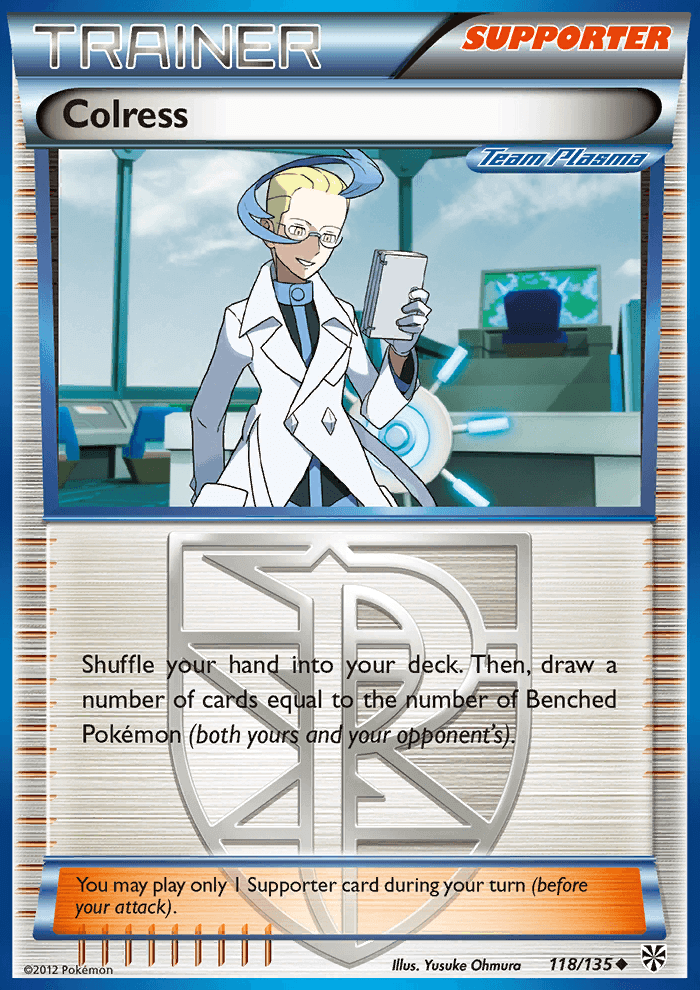 TRAINER
SUPPORTER
Colress
Team Plasma
Shuffle your hand into your deck. Then, draw a
number of cards equal to the number of Benched
Pokémon (both yours and your opponent's).
You may play only 1 Supporter card during your turn (before
your attack).
©2012 Pokémon
Illus. Yusuke Ohmura
118/135